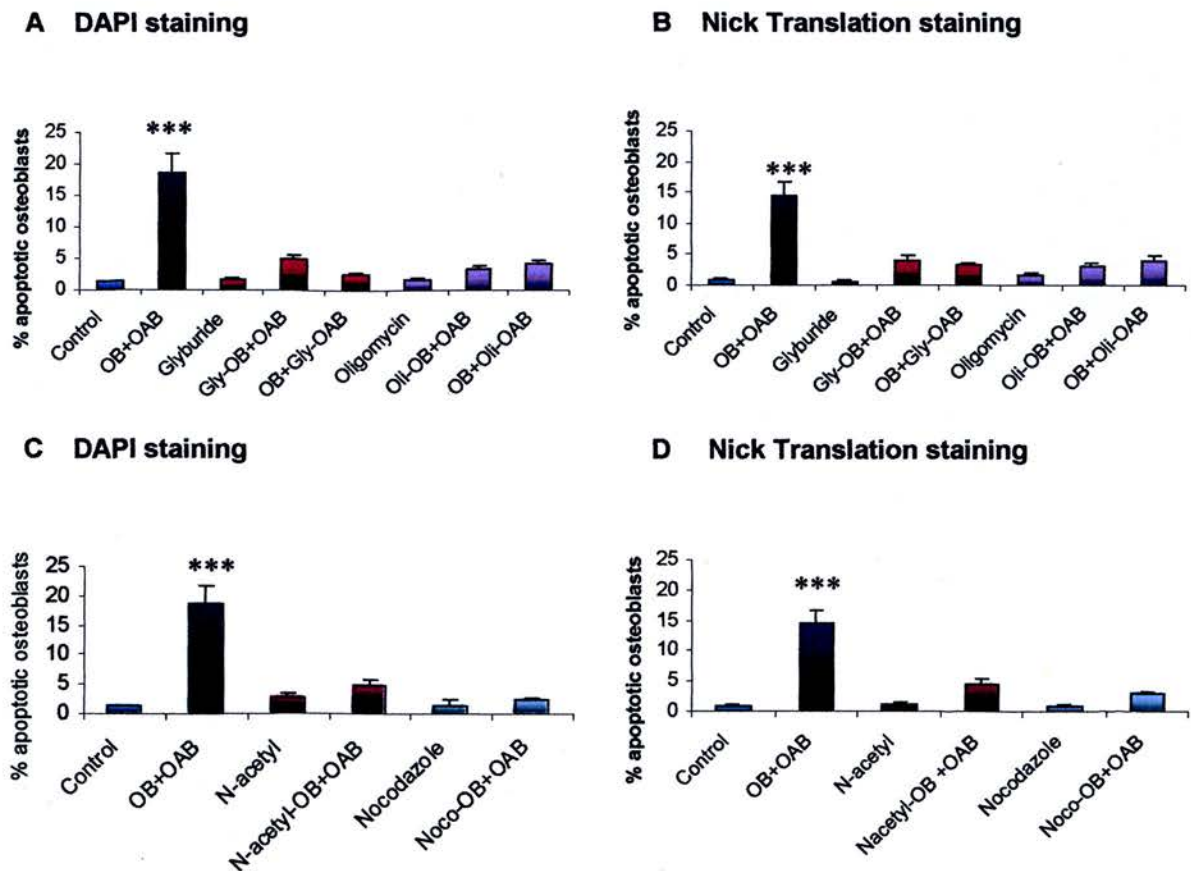 A DAPI staining
% apoptotic osteoblasts
25
20
15
10
5
0
***
Control
OB+OAB
Glyburide
Gly-OB+OAB
OB+Gly-OAB
Oligomycin
Oli-OB+OAB
OB+Oli-OAB
B Nick Translation staining
% apoptotic osteoblasts
25
20
15
10
5
0
***
Control
OB+OAB
Glyburide
Gly-OB+OAB
OB+Gly-OAB
Oligomycin
Oli-OB+OAB
OB+Oli-OAB
C DAPI staining
% apoptotic osteoblasts
25
20
15
10
5
0
***
Control
OB+OAB
N-acetyl
N-acetyl-OB+OAB
Nocodazole
Noco-OB+OAB
D Nick Translation staining
% apoptotic osteoblasts
25
20
15
10
5
0
***
Control
OB+OAB
N-acetyl
Nacetyl-OB +OAB
Nocodazole
Noco-OB+OAB